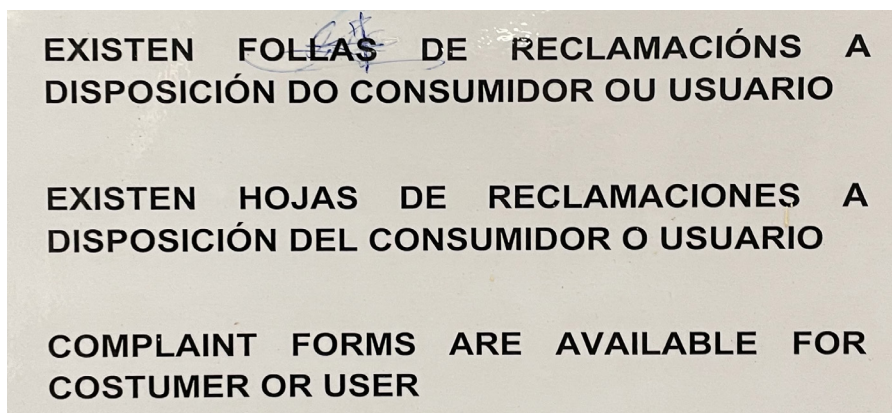 EXISTEN FOLLAS DE RECLAMACIÓNS A
DISPOSICIÓN DO CONSUMIDOR OU USUARIO
EXISTEN HOJAS DE RECLAMACIONES A
DISPOSICIÓN DEL CONSUMIDOR O USUARIO
COMPLAINT FORMS ARE AVAILABLE FOR
COSTUMER OR USER